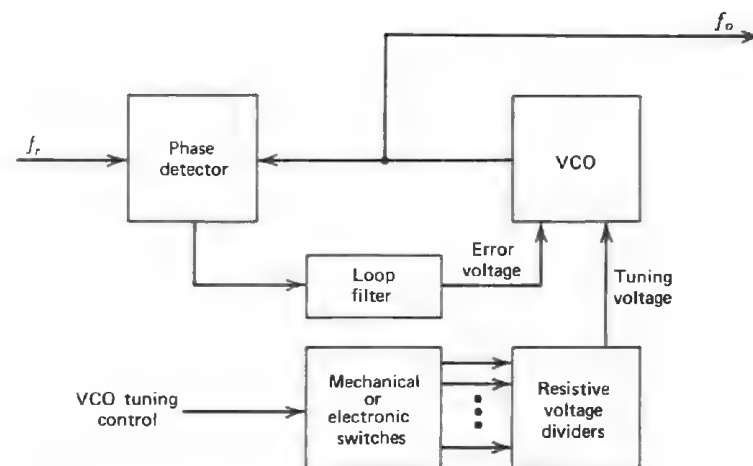 f_o
f_r
Phase
detector
VCO
Error
voltage
Loop
filter
Tuning
voltage
VCO tuning
control
Mechanical
or
electronic
switches
Resistive
voltage
dividers